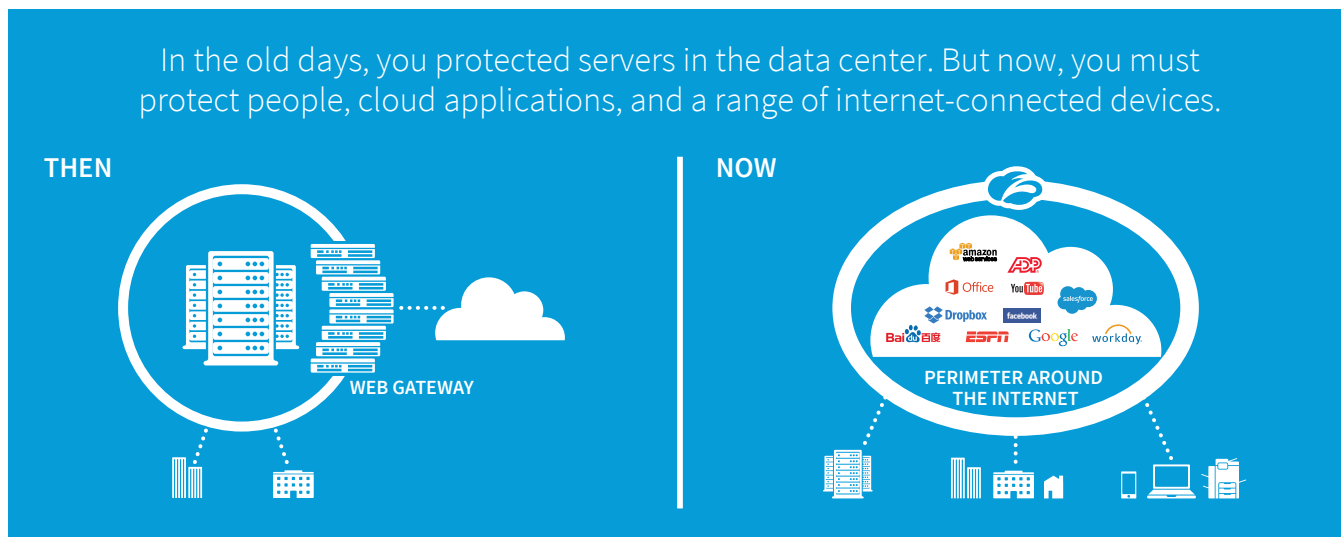 In the old days, you protected servers in the data center. But now, you must
protect people, cloud applications, and a range of internet-connected devices.
THEN
WEB GATEWAY
NOW
amazon
web services
ADP
Office
YouTube
salesforce
Dropbox
facebook
Baidu百度
ESPN
Google
workday.
PERIMETER AROUND
THE INTERNET